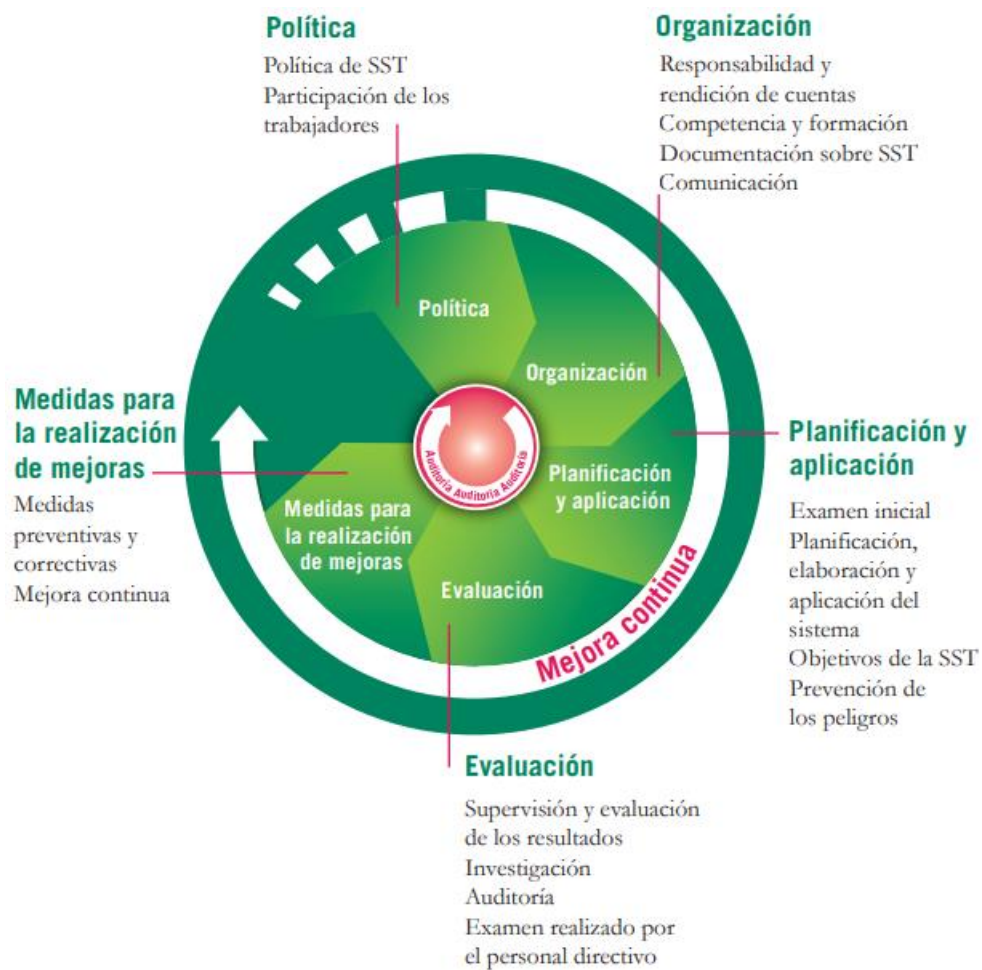 Política
Política de SST
Participación de los
trabajadores
Organización
Responsabilidad y
rendición de cuentas
Competencia y formación
Documentación sobre SST
Comunicación
Política
Organización
Planificación
y aplicación
Evaluación
Medidas para
la realización
de mejoras
Auditoría Auditoría Auditoría
Mejora continua
Medidas para
la realización
de mejoras
Medidas
preventivas y
correctivas
Mejora continua
Planificación y
aplicación
Examen inicial
Planificación,
elaboración y
aplicación del
sistema
Objetivos de la SST
Prevención de
los peligros
Evaluación
Supervisión y evaluación
de los resultados
Investigación
Auditoría
Examen realizado por
el personal directivo